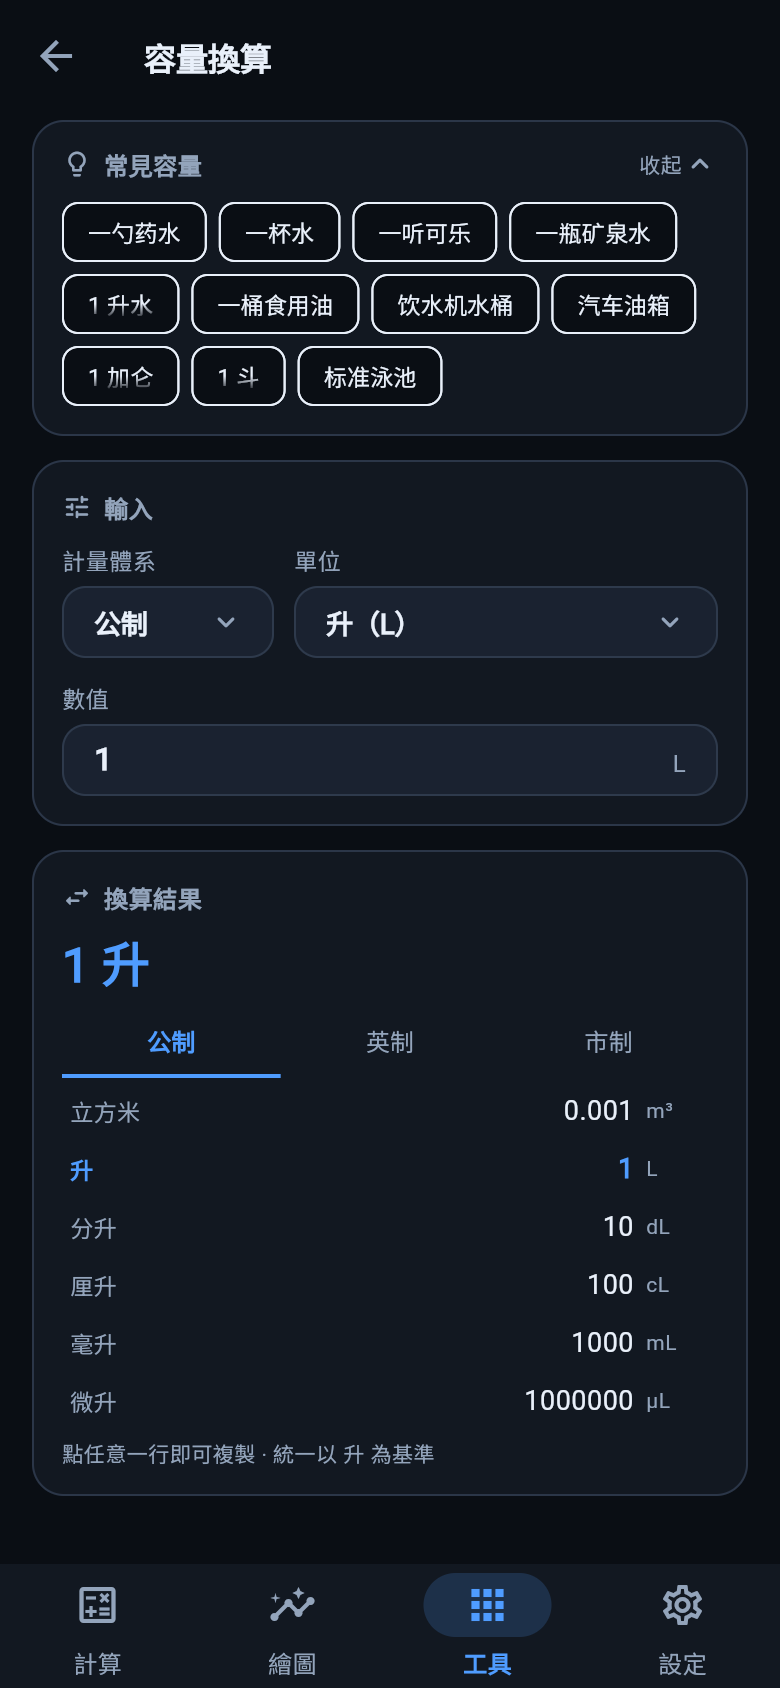 容量換算
常見容量 收起
一勺药水 一杯水 一听可乐 一瓶矿泉水
1 升水 一桶食用油 饮水机水桶 汽车油箱
1 加仑 1 斗 标准泳池
輸入
計量體系 單位
公制 升（L）
數值
1 L
換算結果
1 升
公制 英制 市制
立方米 0.001 m³
升 1 L
分升 10 dL
厘升 100 cL
毫升 1000 mL
微升 1000000 µL
點任意一行即可複製 · 統一以 升 為基準
計算 繪圖 工具 設定